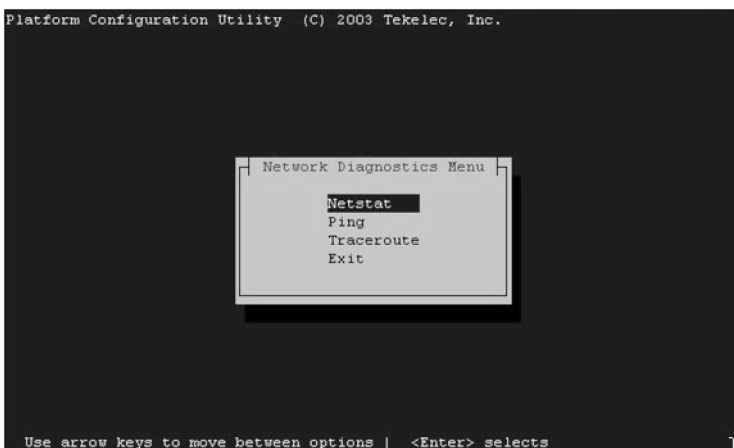 Platform Configuration Utility (C) 2003 Tekelec, Inc.
Network Diagnostics Menu
Netstat
Ping
Traceroute
Exit
Use arrow keys to move between options | <Enter> selects